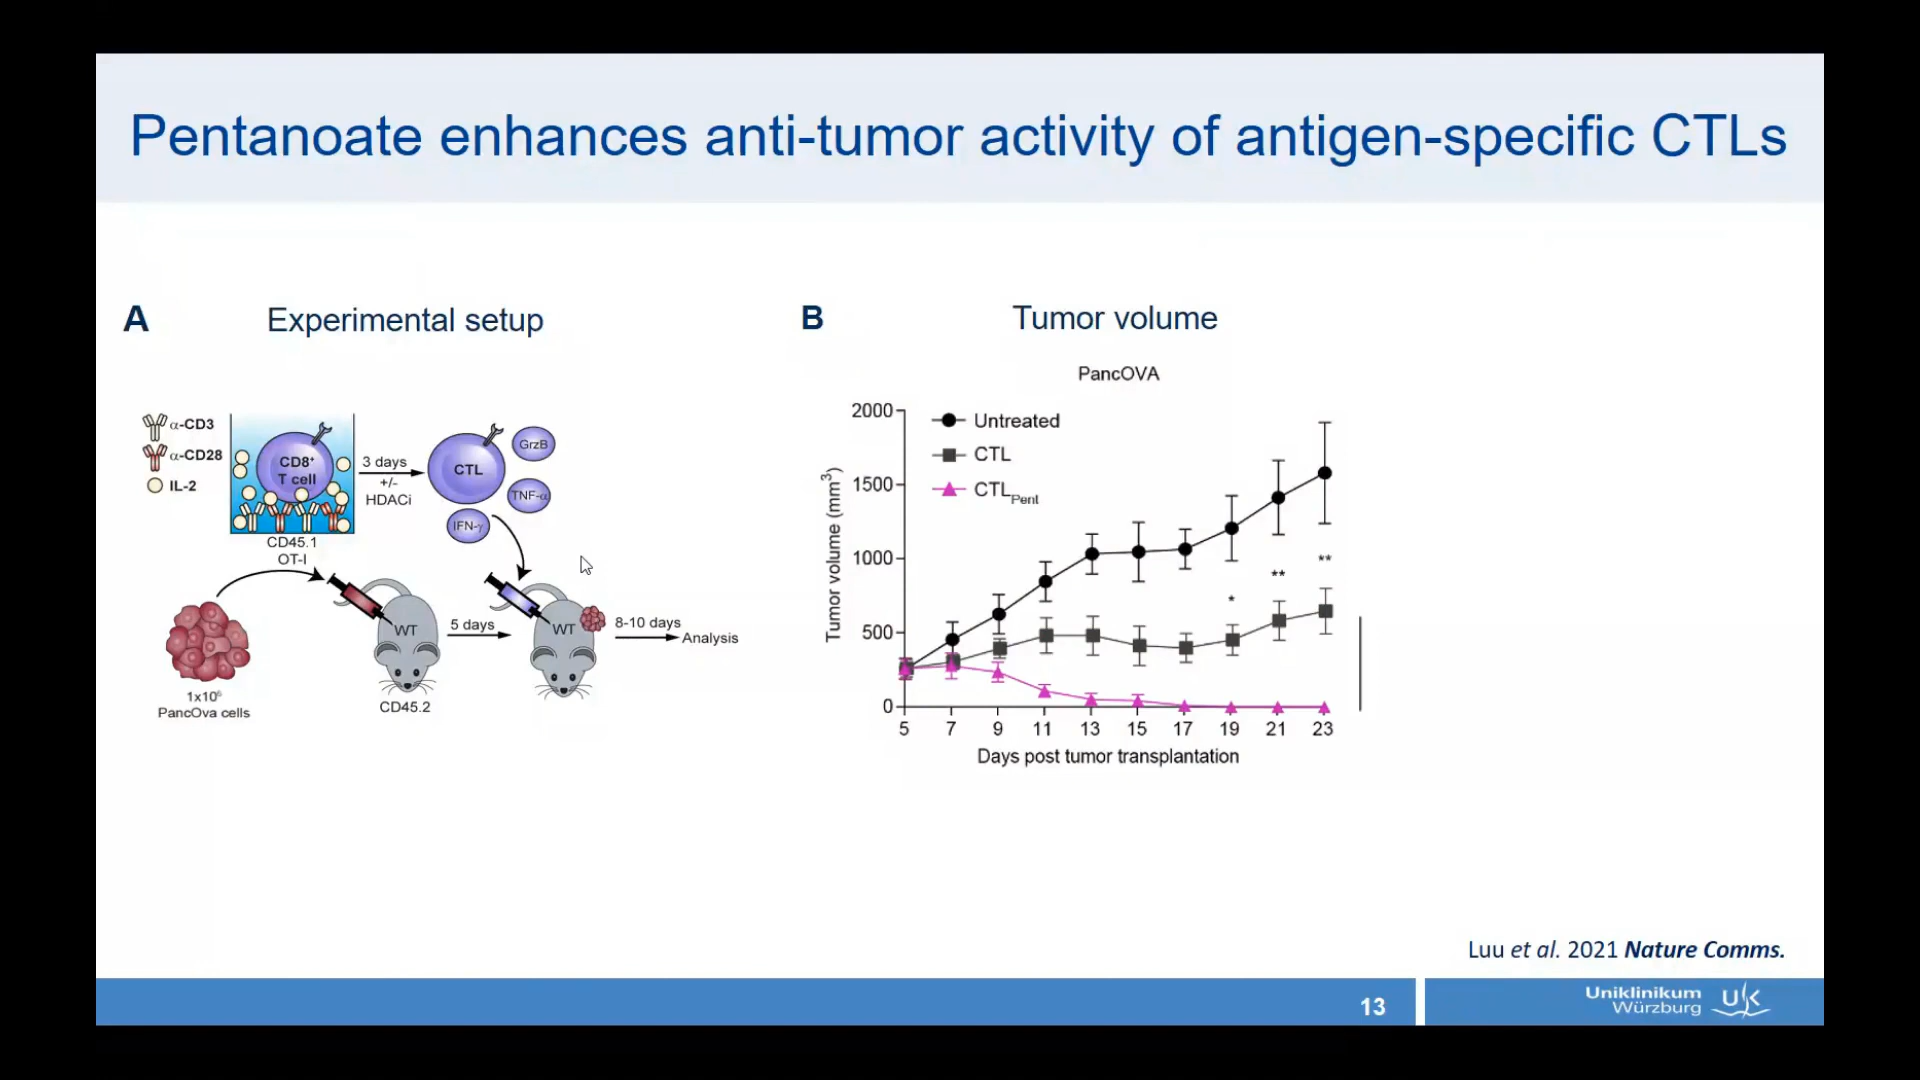 Pentanoate enhances anti-tumor activity of antigen-specific CTLs
A
Experimental setup
α-CD3
α-CD28
IL-2
CD8+
T cell
CD45.1
OT-I
3 days
+/-
HDACi
CTL
GrzB
TNF-α
IFN-γ
1x10⁶
PancOva cells
WT
CD45.2
5 days
WT
8-10 days
Analysis
B
Tumor volume
PancOVA
Untreated
CTL
CTLPent
Tumor volume (mm³)
2000
1500
1000
500
0
*
**
**
5 7 9 11 13 15 17 19 21 23
Days post tumor transplantation
Luu et al. 2021 Nature Comms.
13
Uniklinikum
Würzburg
UK